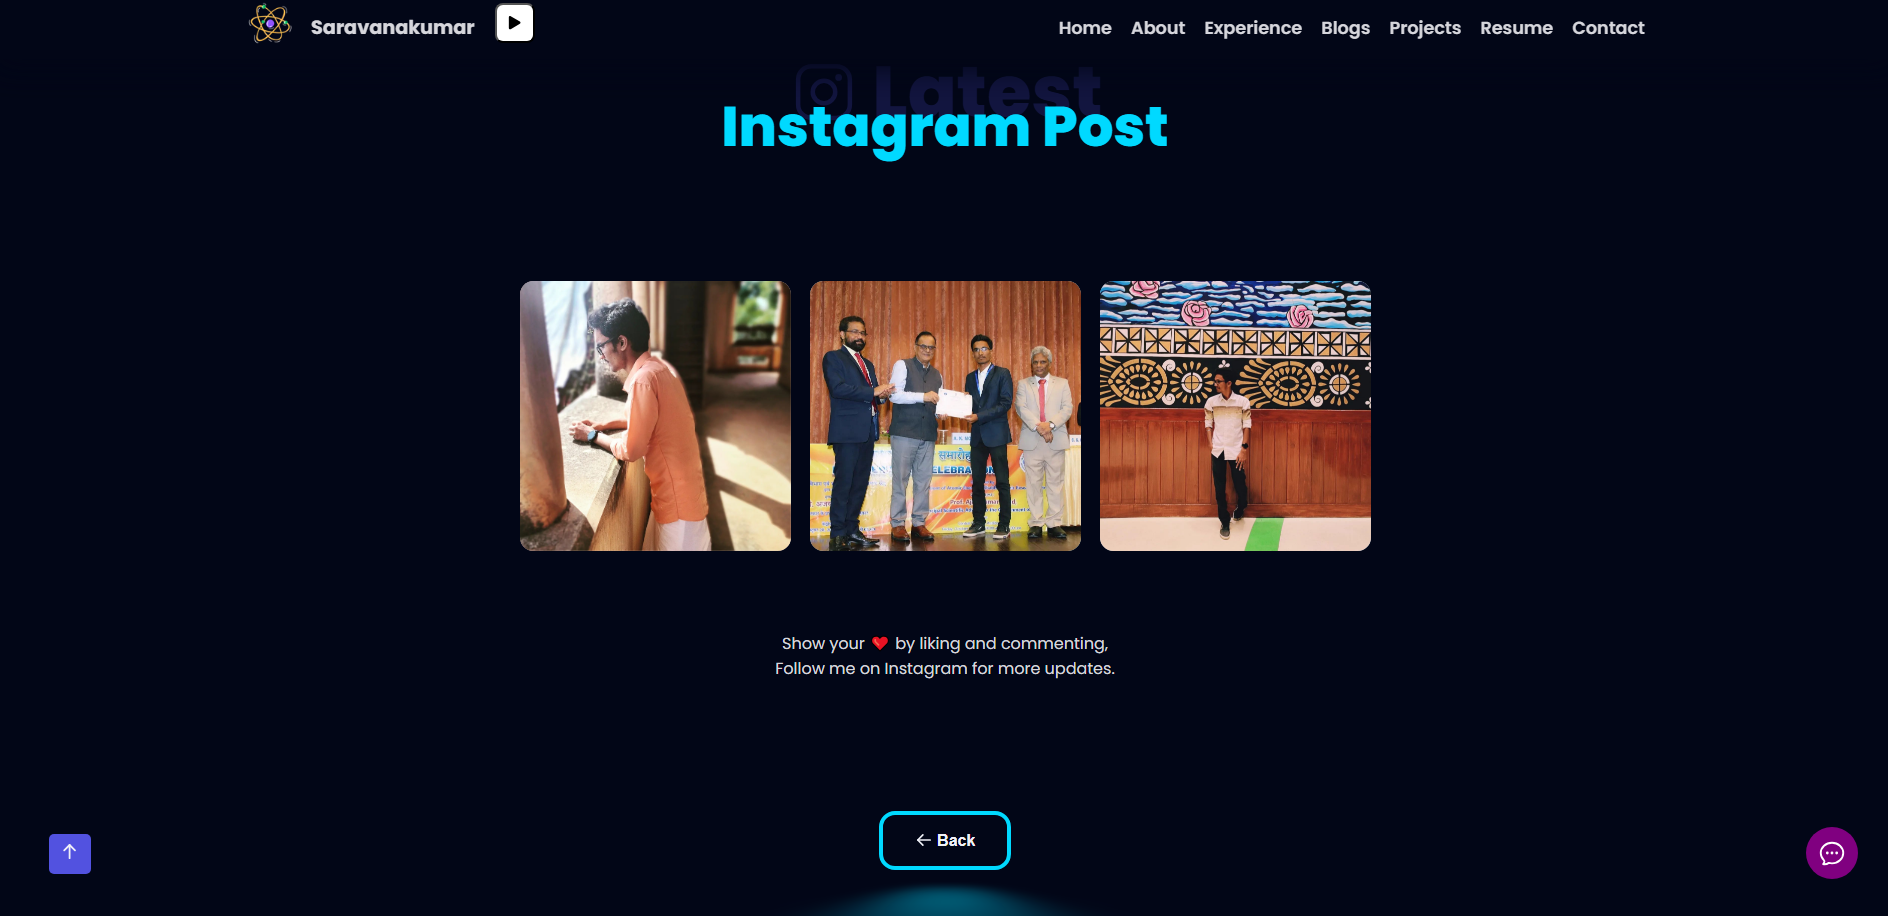 Saravanakumar
Home About Experience Blogs Projects Resume Contact
Latest
Instagram Post
समारोह
Show your ❤️ by liking and commenting,
Follow me on Instagram for more updates.
← Back